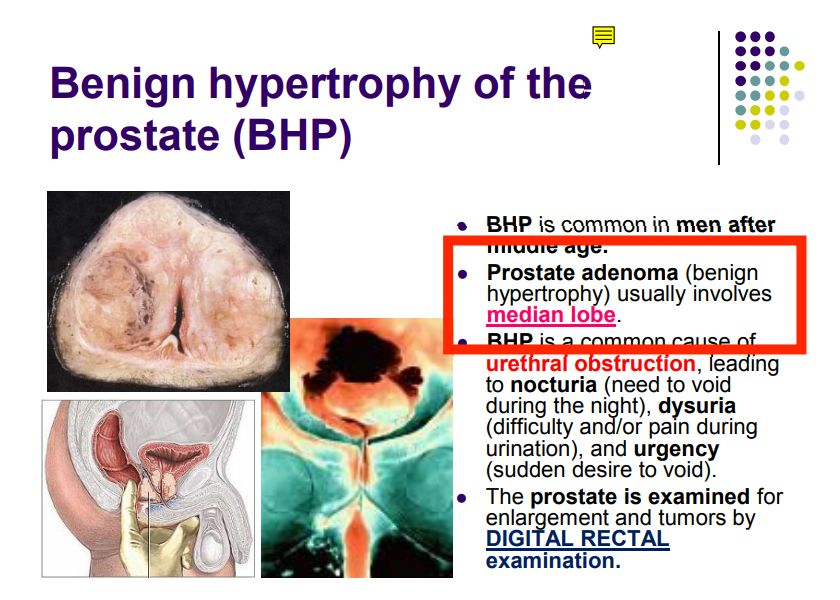 Benign hypertrophy of the
prostate (BHP)
BHP is common in men after
middle age.
Prostate adenoma (benign
hypertrophy) usually involves
median lobe.
BHP is a common cause of
urethral obstruction, leading
to nocturia (need to void
during the night), dysuria
(difficulty and/or pain during
urination), and urgency
(sudden desire to void).
The prostate is examined for
enlargement and tumors by
DIGITAL RECTAL
examination.